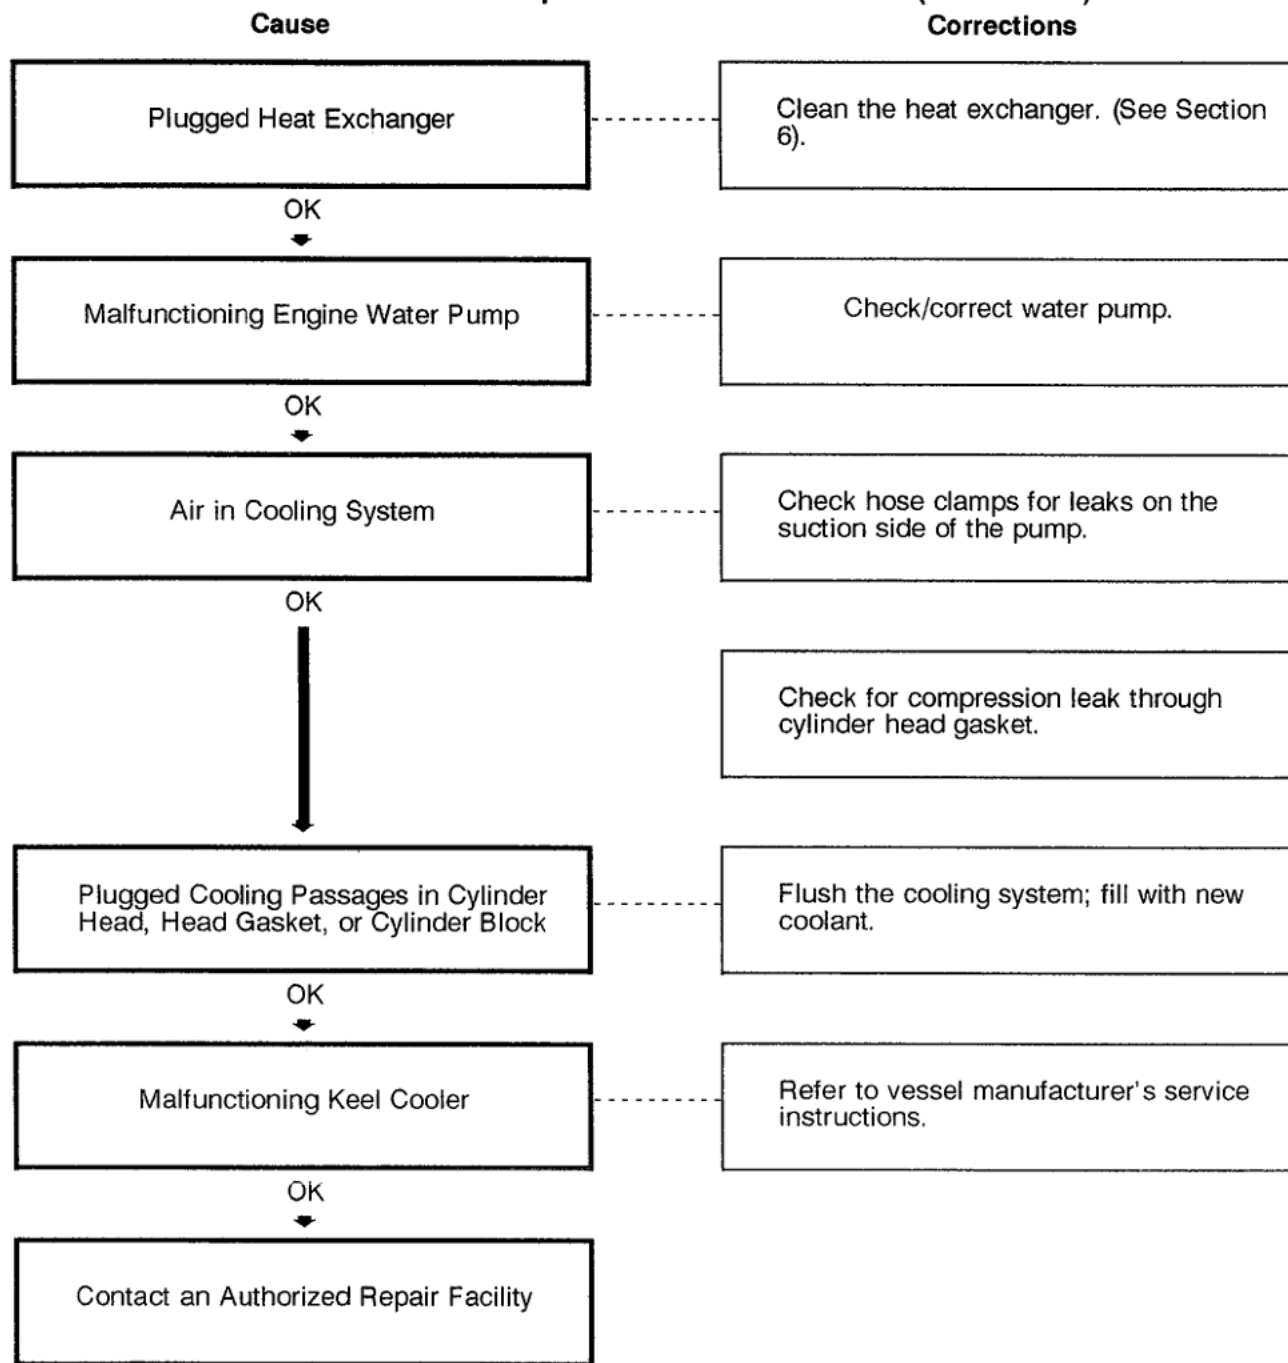 Cause
Corrections
Plugged Heat Exchanger
Clean the heat exchanger. (See Section
6).
OK
Malfunctioning Engine Water Pump
Check/correct water pump.
OK
Air in Cooling System
Check hose clamps for leaks on the
suction side of the pump.
OK
Check for compression leak through
cylinder head gasket.
Plugged Cooling Passages in Cylinder
Head, Head Gasket, or Cylinder Block
Flush the cooling system; fill with new
coolant.
OK
Malfunctioning Keel Cooler
Refer to vessel manufacturer's service
instructions.
OK
Contact an Authorized Repair Facility